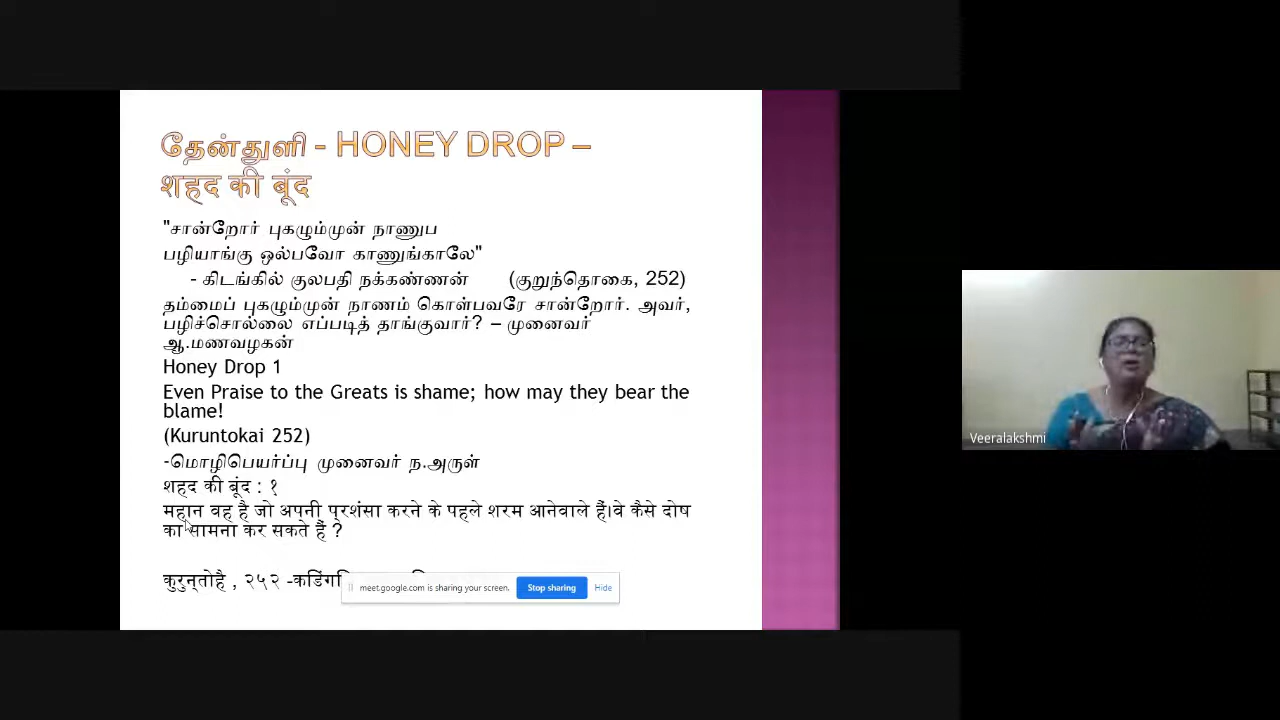 தேன்துளி - HONEY DROP –
शहद की बूंद
"சான்றோர் புகழும்முன் நாணுப
பழியாங்கு ஒல்பவோ காணுங்காலே"
- கிடங்கில் குலபதி நக்கண்ணன் (குறுந்தொகை, 252)
தம்மைப் புகழும்முன் நாணம் கொள்பவரே சான்றோர். அவர்,
பழிச்சொல்லை எப்படித் தாங்குவார்? – முனைவர்
ஆ.மணவழகன்
Honey Drop 1
Even Praise to the Greats is shame; how may they bear the
blame!
(Kuruntokai 252)
-மொழிபெயர்ப்பு முனைவர் ந.அருள்
शहद की बूंद : १
महान वह है जो अपनी प्रशंसा करने के पहले शरम आनेवाले हैं।वे कैसे दोष
का सामना कर सकते हैं ?
कुरुन्तोहै , २५२ -कडिंग
meet.google.com is sharing your screen. Stop sharing Hide
Veeralakshmi